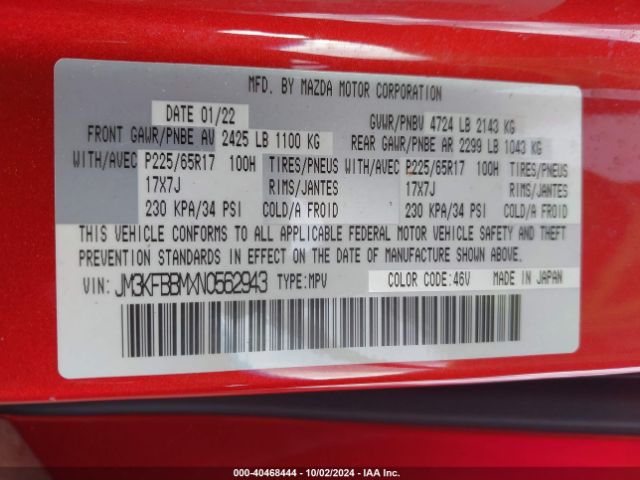 MFD. BY MAZDA MOTOR CORPORATION
DATE 01/22 GVWR/PNBV 4724 LB 2143 KG
FRONT GAWR/PNBE AV 2425 LB 1100 KG REAR GAWR/PNBE AR 2299 LB 1043 KG
WITH/AVEC P225/65R17 100H TIRES/PNEUS WITH/AVEC P225/65R17 100H TIRES/PNEUS
17X7J RIMS/JANTES 17X7J RIMS/JANTES
230 KPA/34 PSI COLD/A FROID 230 KPA/34 PSI COLD/A FROID
THIS VEHICLE CONFORMS TO ALL APPLICABLE FEDERAL MOTOR VEHICLE SAFETY AND THEFT
PREVENTION STANDARDS IN EFFECT ON THE DATE OF MANUFACTURE SHOWN ABOVE.
VIN: JM3KFBBMXN0562943 TYPE:MPV COLOR CODE:46V MADE IN JAPAN
000-40468444 - 10/02/2024 - IAA Inc.